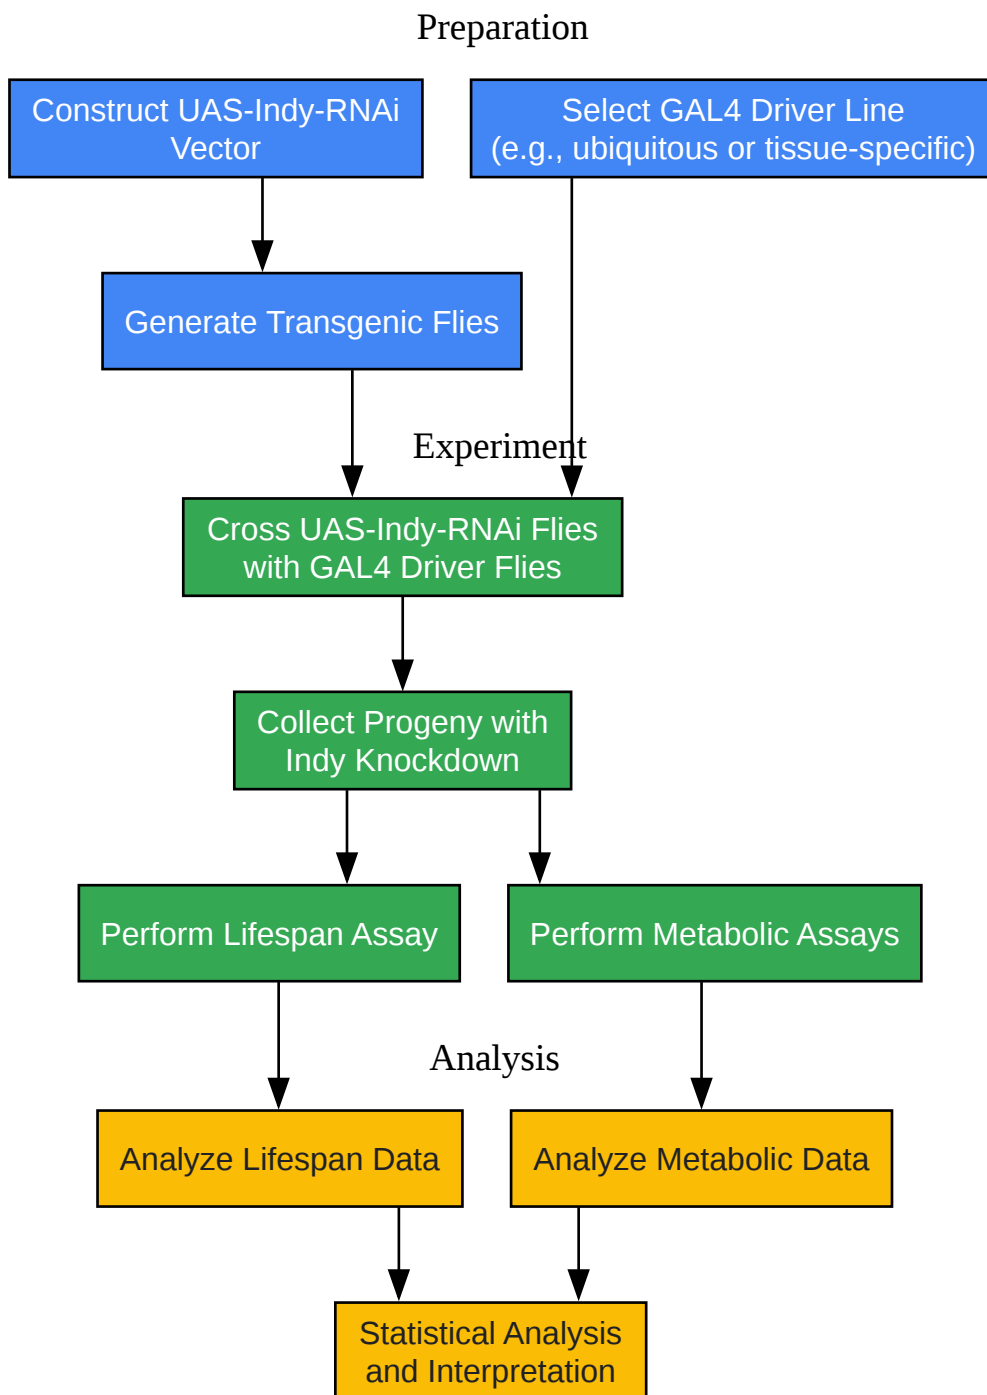 Preparation
Construct UAS-Indy-RNAi
Vector
Select GAL4 Driver Line
(e.g., ubiquitous or tissue-specific)
Generate Transgenic Flies
Experiment
Cross UAS-Indy-RNAi Flies
with GAL4 Driver Flies
Collect Progeny with
Indy Knockdown
Perform Lifespan Assay
Perform Metabolic Assays
Analysis
Analyze Lifespan Data
Analyze Metabolic Data
Statistical Analysis
and Interpretation